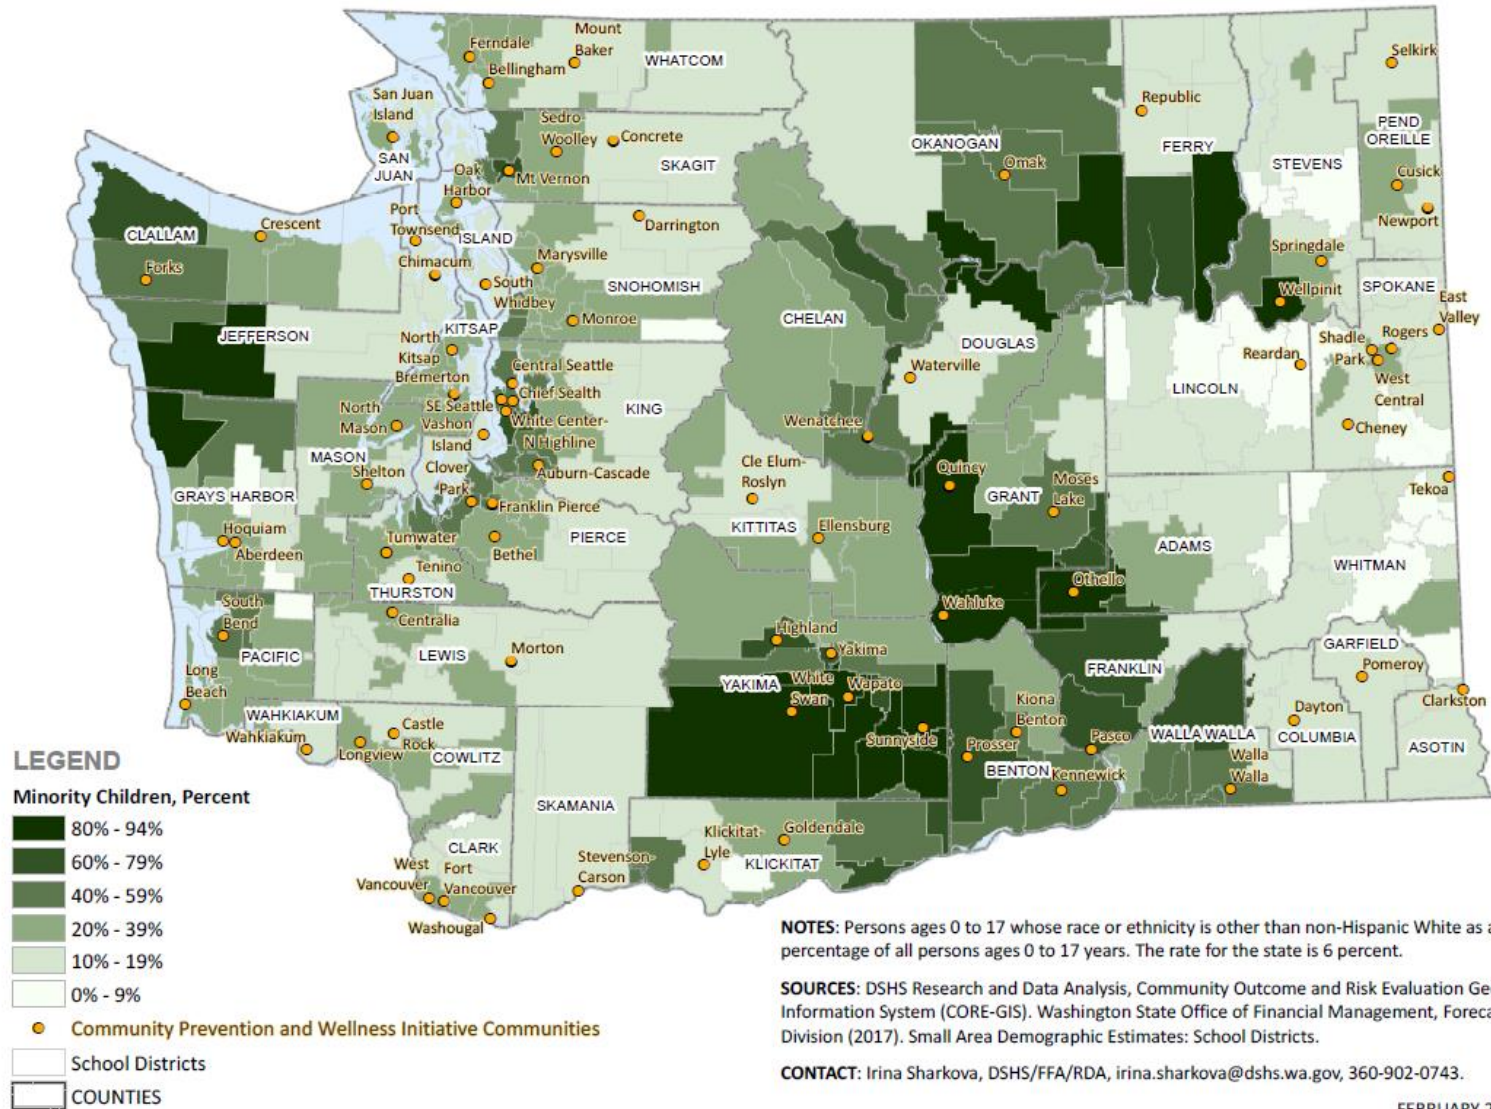 Ferndale
Mount
Baker
WHATCOM
Bellingham
San Juan
Island
SAN
JUAN
Sedro-
Woolley
Concrete
SKAGIT
Mt Vernon
Oak
Harbor
Port
Townsend
ISLAND
Darrington
CLALLAM
Crescent
Forks
Chimacum
Marysville
South
Whidbey
SNOHOMISH
Monroe
JEFFERSON
KITSAP
North
Kitsap
Bremerton
Central Seattle
Chief Sealth
SE Seattle
White Center-
N Highline
KING
North
Mason
Vashon
Island
MASON
Shelton
Clover
Park
Auburn-Cascade
GRAYS HARBOR
Franklin Pierce
Hoquiam
Aberdeen
Tumwater
Bethel
PIERCE
Tenino
THURSTON
South
Bend
Centralia
PACIFIC
LEWIS
Morton
Long
Beach
WAHKIAKUM
Wahkiakum
Castle
Rock
Longview
COWLITZ
SKAMANIA
CLARK
West
Vancouver
Fort
Vancouver
Washougal
Stevenson-
Carson
Klickitat-
Lyle
Goldendale
KLICKITAT
OKANOGAN
Omak
Republic
FERRY
STEVENS
Selkirk
PEND
OREILLE
Cusick
Newport
Springdale
Wellpinit
SPOKANE
East
Valley
Shadle
Park
Rogers
West
Central
Cheney
Reardan
LINCOLN
CHELAN
DOUGLAS
Waterville
Wenatchee
Cle Elum-
Roslyn
KITTITAS
Ellensburg
Quincy
GRANT
Moses
Lake
Tekoa
ADAMS
WHITMAN
Othello
Wahluke
Highland
Yakima
YAKIMA
White
Swan
Wapato
Sunnyside
FRANKLIN
Kiona
Benton
Prosser
BENTON
Pasco
Kennewick
WALLA WALLA
Walla
Walla
GARFIELD
Pomeroy
Dayton
COLUMBIA
Clarkston
ASOTIN
LEGEND
Minority Children, Percent
80% - 94%
60% - 79%
40% - 59%
20% - 39%
10% - 19%
0% - 9%
Community Prevention and Wellness Initiative Communities
School Districts
COUNTIES
NOTES: Persons ages 0 to 17 whose race or ethnicity is other than non-Hispanic White as a
percentage of all persons ages 0 to 17 years. The rate for the state is 6 percent.
SOURCES: DSHS Research and Data Analysis, Community Outcome and Risk Evaluation Ge
Information System (CORE-GIS). Washington State Office of Financial Management, Foreca
Division (2017). Small Area Demographic Estimates: School Districts.
CONTACT: Irina Sharkova, DSHS/FFA/RDA, irina.sharkova@dshs.wa.gov, 360-902-0743.
FEBRUARY 2